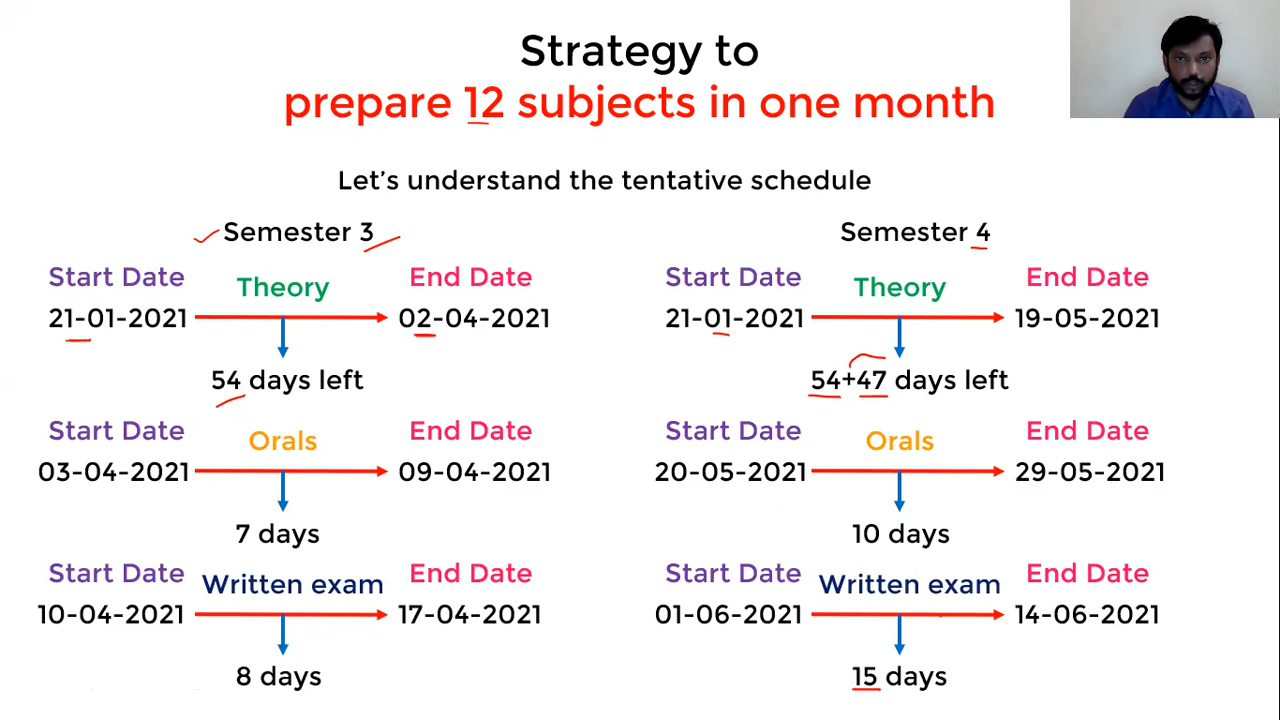 Strategy to
prepare 12 subjects in one month
Let's understand the tentative schedule
Semester 3
Start Date
Theory
End Date
21-01-2021
02-04-2021
54 days left
Start Date
Orals
End Date
03-04-2021
09-04-2021
7 days
Start Date
Written exam
End Date
10-04-2021
17-04-2021
8 days
Semester 4
Start Date
Theory
End Date
21-01-2021
19-05-2021
54+47 days left
Start Date
Orals
End Date
20-05-2021
29-05-2021
10 days
Start Date
Written exam
End Date
01-06-2021
14-06-2021
15 days